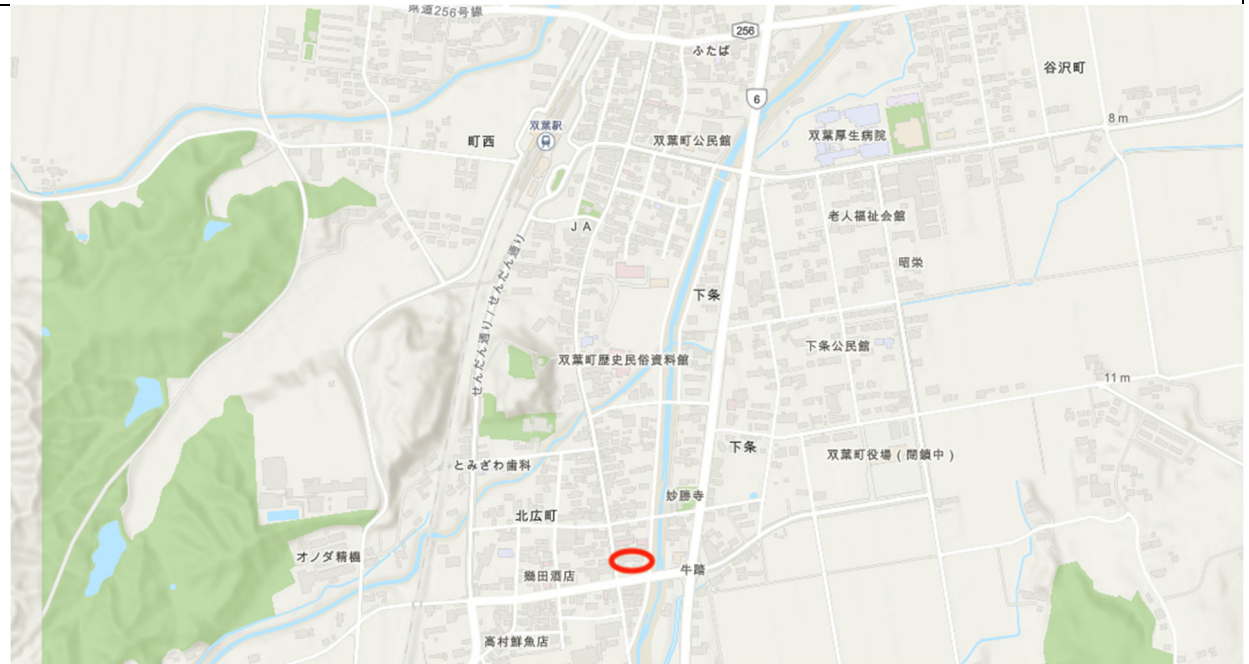 県道256号線
256
ふたば
谷沢町
6
8 m
双葉駅
町西
双葉町公民館
双葉厚生病院
老人福祉会館
JA
せんだん通り / せんだん通り
昭栄
下条
下条公民館
双葉町歴史民俗資料館
11 m
下条
双葉町役場(閉鎖中)
とみざわ歯科
妙勝寺
北広町
オノダ精機
幾田酒店
牛踏
高村鮮魚店